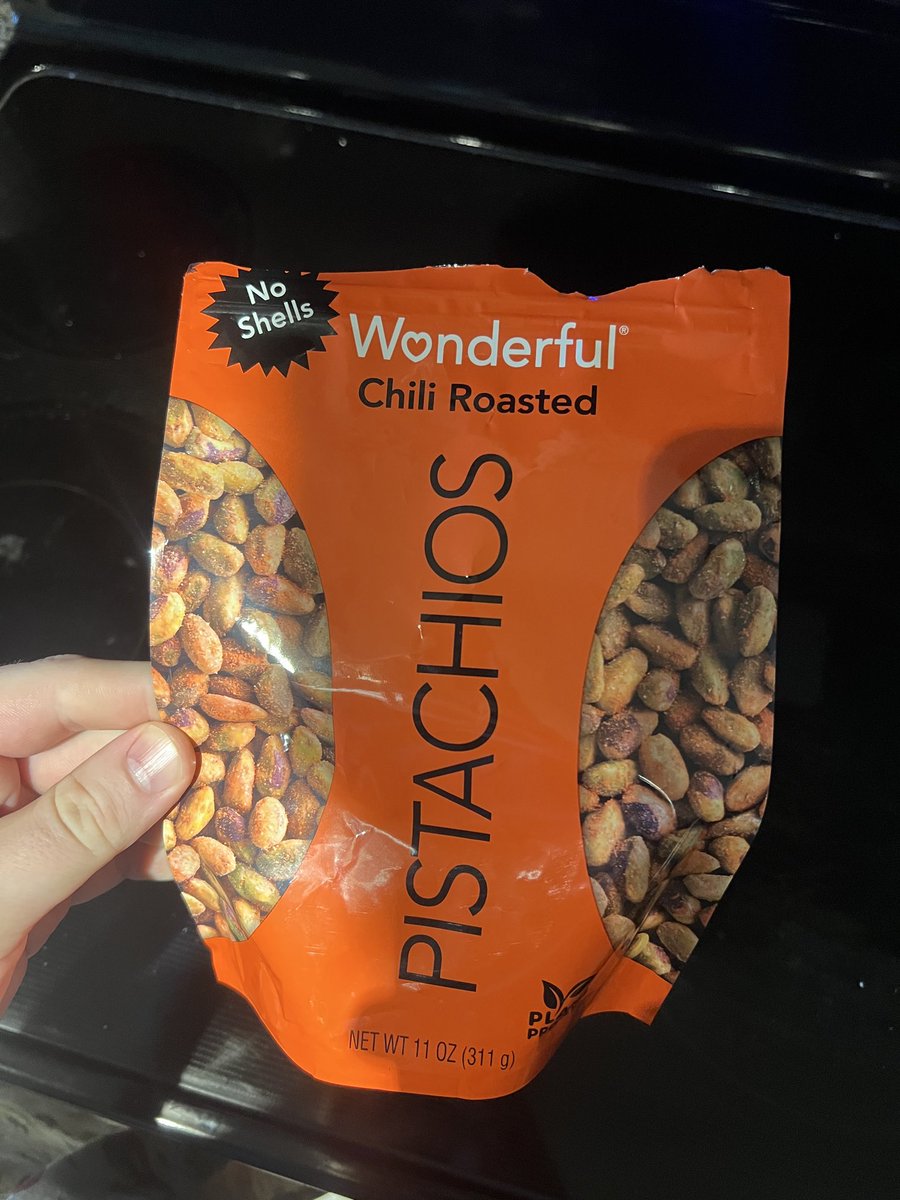 No
Shells
Wonderful®
Chili Roasted
PISTACHIOS
NET WT 11 OZ (311 g)